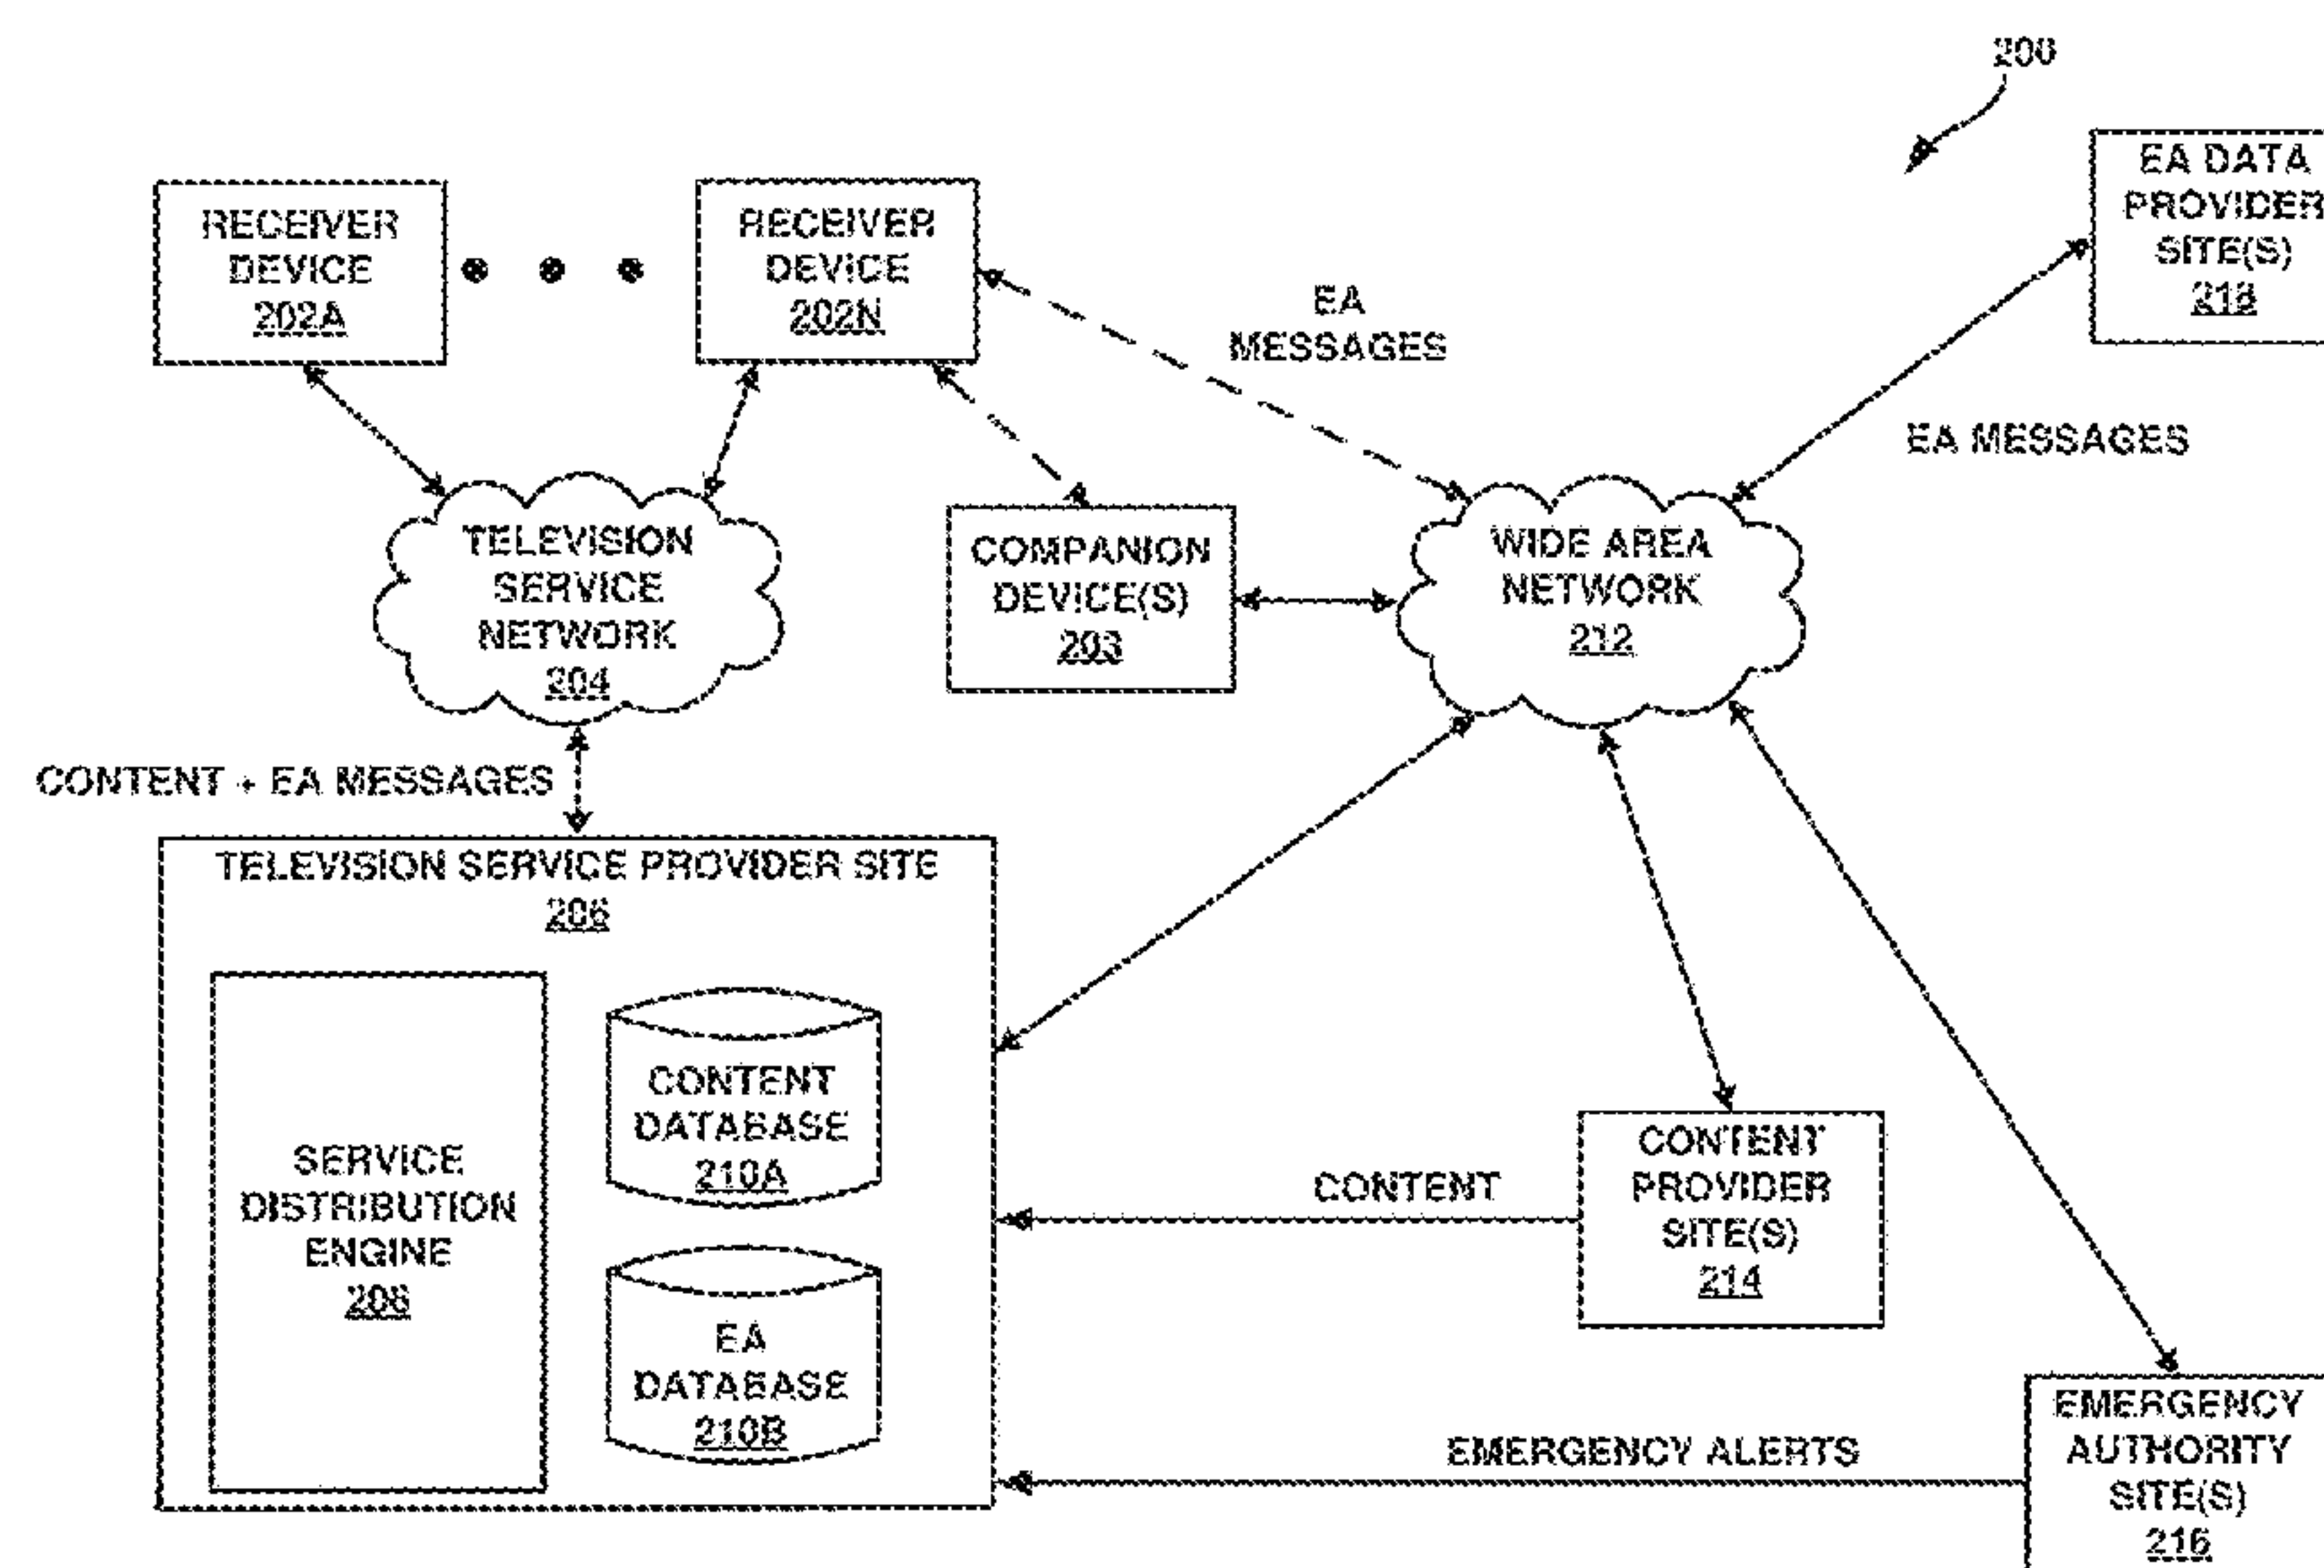 200
EA DATA
PROVIDER
SITE(S)
218
RECEIVER
DEVICE
202A
RECEIVER
DEVICE
202N
EA
MESSAGES
EA MESSAGES
TELEVISION
SERVICE
NETWORK
204
COMPANION
DEVICE(S)
203
WIDE AREA
NETWORK
212
CONTENT + EA MESSAGES
TELEVISION SERVICE PROVIDER SITE
206
SERVICE
DISTRIBUTION
ENGINE
208
CONTENT
DATABASE
210A
EA
DATABASE
210B
CONTENT
CONTENT
PROVIDER
SITE(S)
214
EMERGENCY ALERTS
EMERGENCY
AUTHORITY
SITE(S)
216